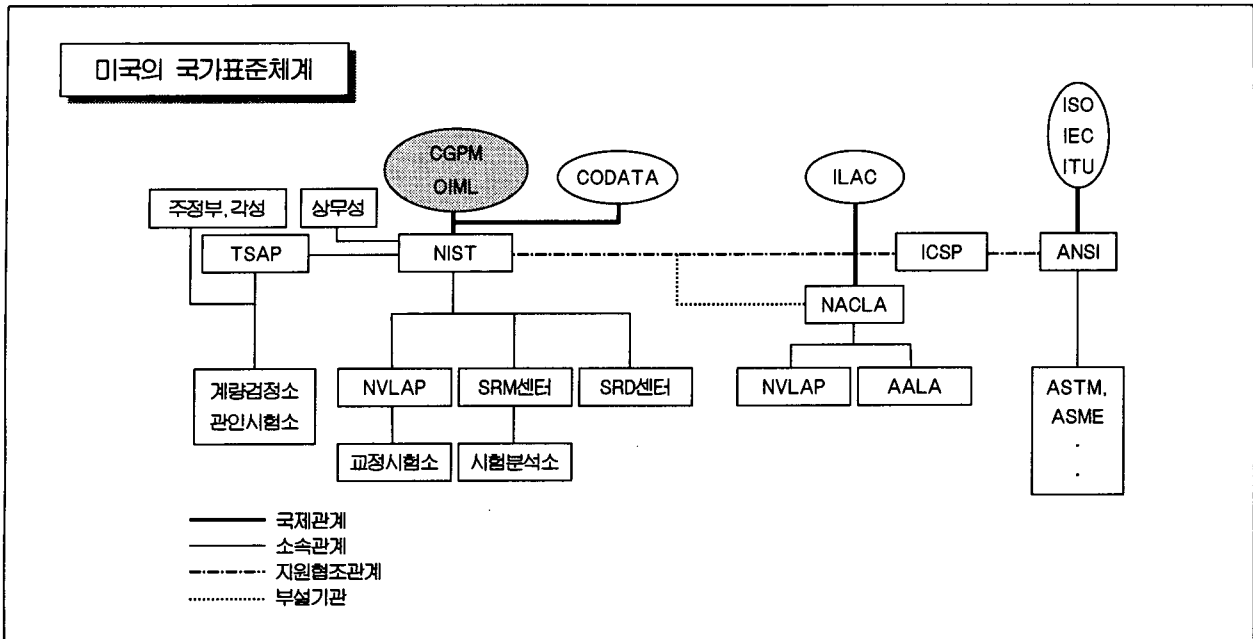 미국의 국가표준체계
ISO
IEC
ITU
CGPM
OIML
CODATA
ILAC
주정부, 각성
상무성
TSAP
NIST
ICSP
ANSI
NACLA
계량검정소
관인시험소
NVLAP
SRM센터
SRD센터
NVLAP
AALA
ASTM,
ASME
.
.
교정시험소
시험분석소
국제관계
소속관계
지원협조관계
부설기관